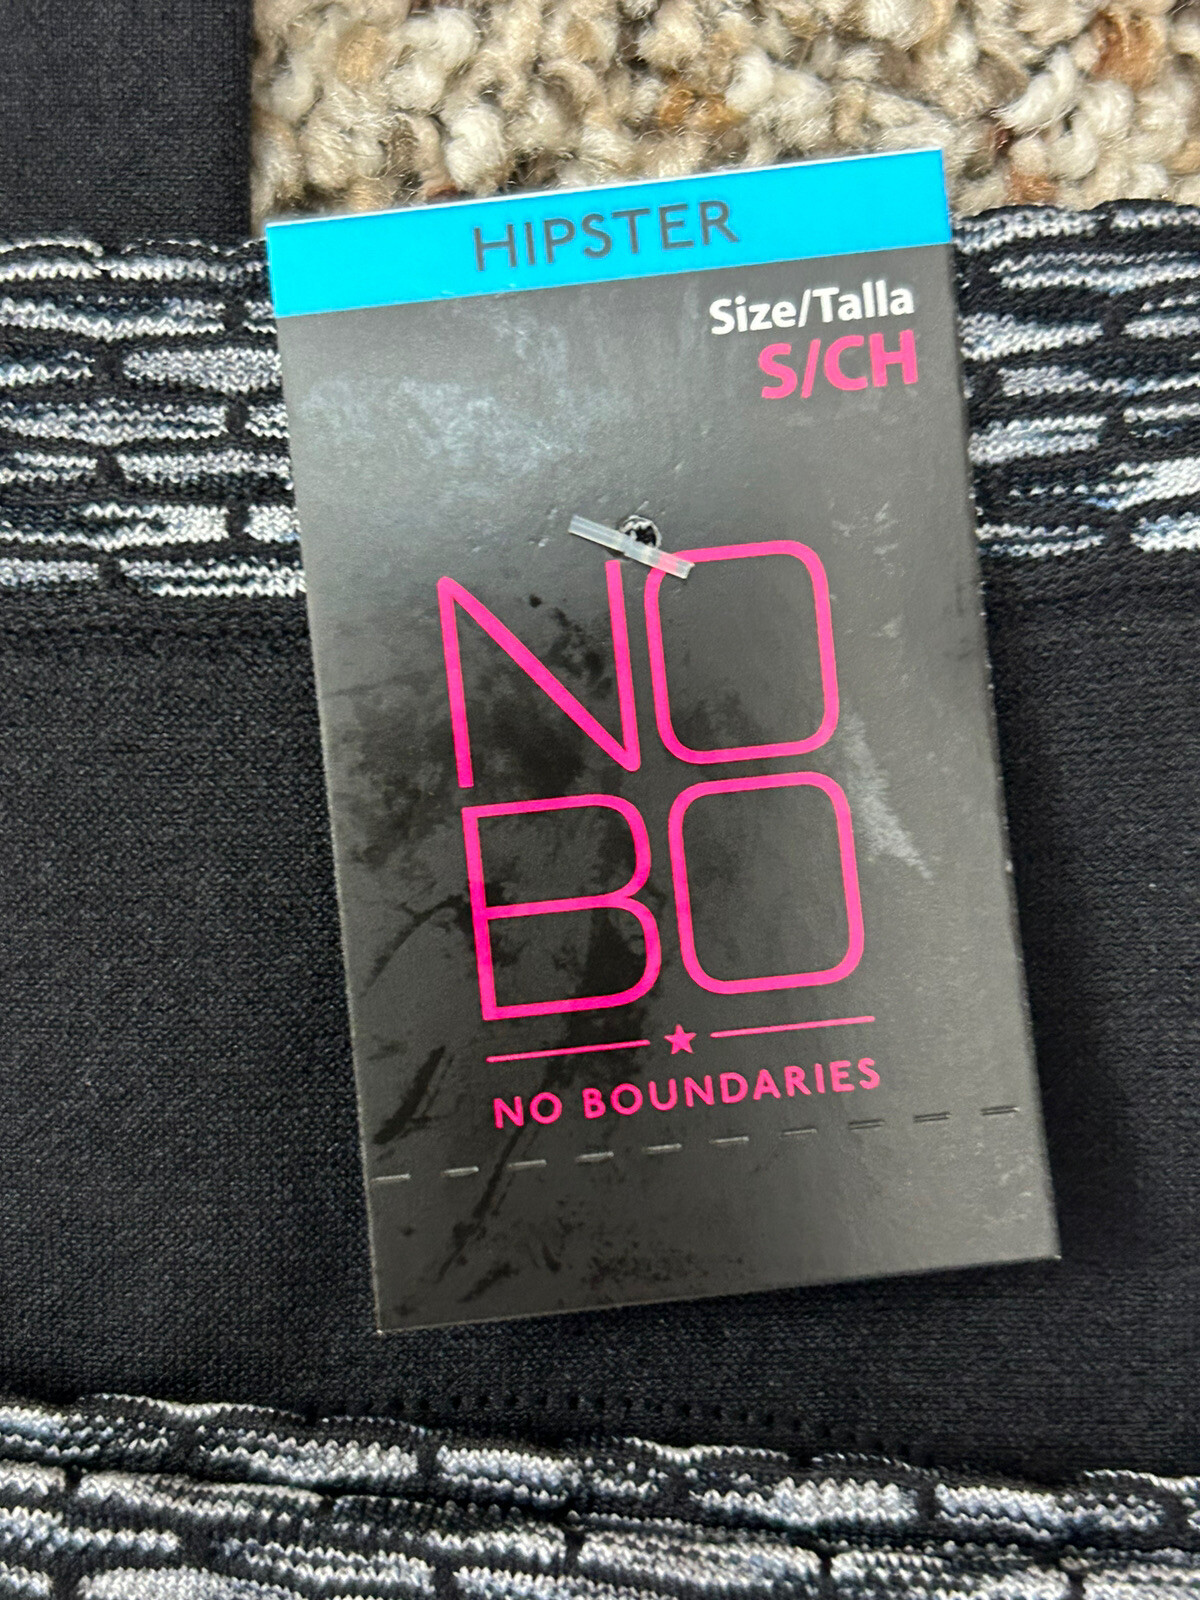 HIPSTER
Size/Talla
S/CH
NO
BO
NO BOUNDARIES